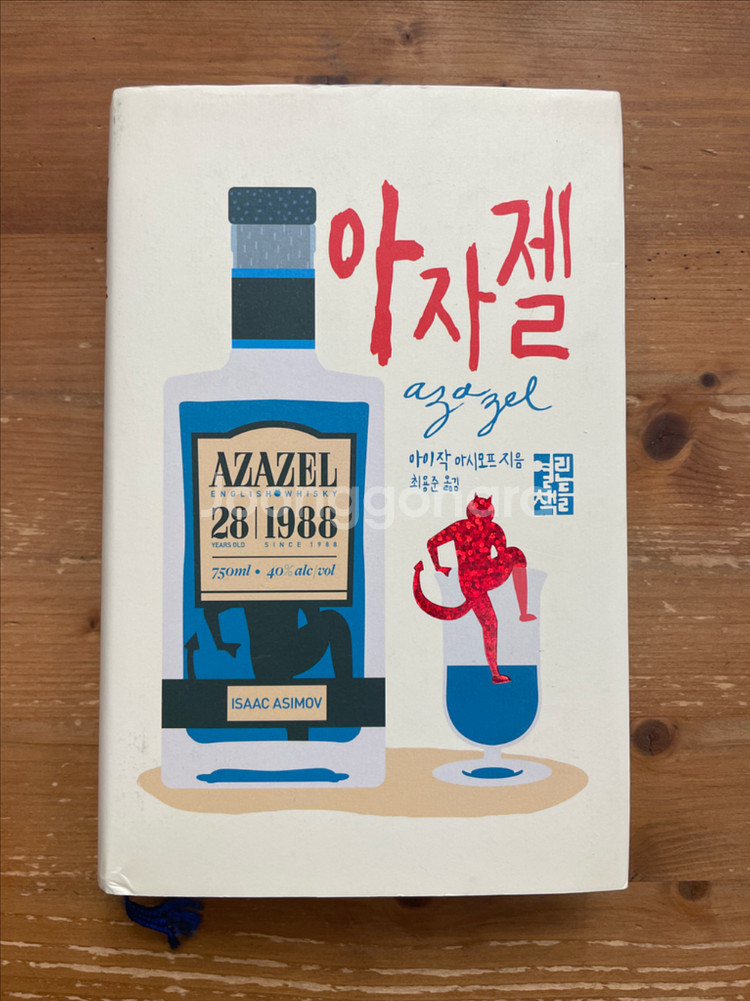 아자젤
azazel
아이작 아시모프 지음
최용준 옮김
열린책들
AZAZEL
ENGLISH WHISKY
28 | 1988
YEARS OLD SINCE 1988
750ml • 40% alc/vol
ISAAC ASIMOV
Joonggonara